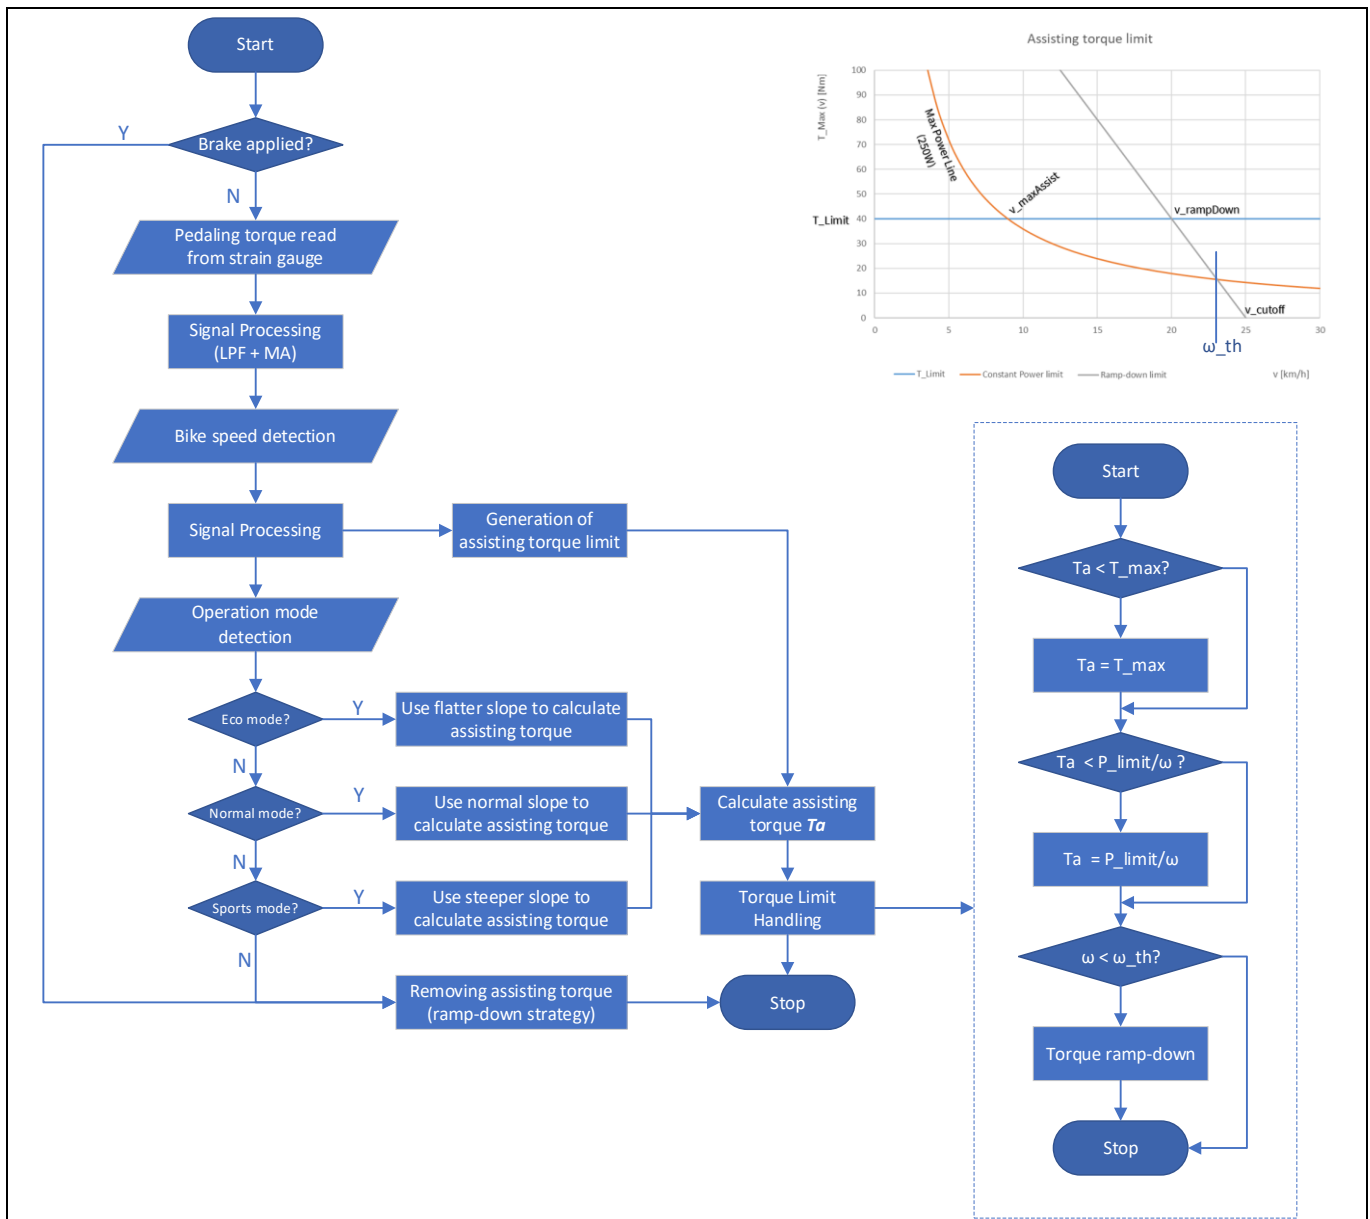 Start
Brake applied?
Y
N
Pedaling torque read
from strain gauge
Signal Processing
(LPF + MA)
Bike speed detection
Signal Processing
Generation of
assisting torque limit
Operation mode
detection
Eco mode?
Y
Use flatter slope to calculate
assisting torque
N
Normal mode?
Y
Use normal slope to
calculate assisting torque
Calculate assisting
torque Ta
N
Sports mode?
Y
Use steeper slope to
calculate assisting torque
Torque Limit
Handling
N
Removing assisting torque
(ramp-down strategy)
Stop
Assisting torque limit
T_Max (v) [Nm]
100
90
80
70
60
50
40
30
20
10
0
T_Limit
Max Power Line
(250W)
v_maxAssist
v_rampDown
v_cutoff
0
5
10
15
20
25
30
ω_th
T_Limit
Constant Power limit
Ramp-down limit
v [km/h]
Start
Ta < T_max?
Ta = T_max
Ta < P_limit/ω ?
Ta = P_limit/ω
ω < ω_th?
Torque ramp-down
Stop